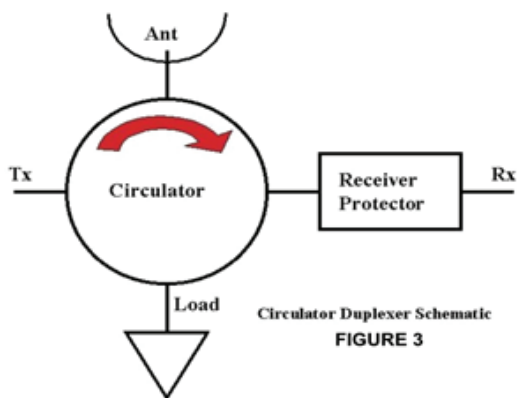 Ant
Tx
Circulator
Receiver
Protector
Rx
Load
Circulator Duplexer Schematic
FIGURE 3